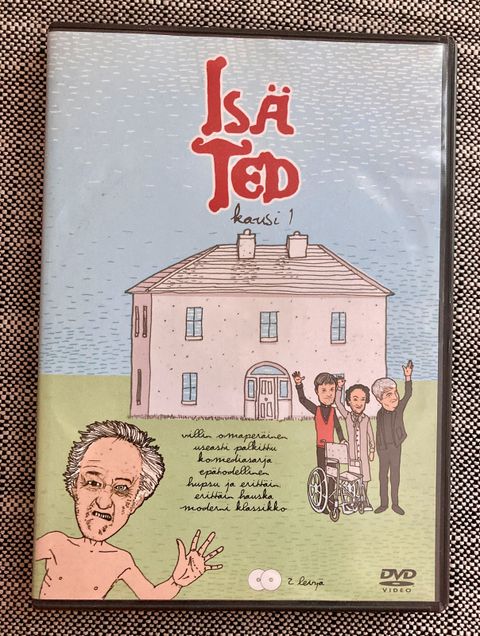 Isä
Ted
kausi 1
villin omaperäinen
useasti palkittu
komediasarja
epätodellinen
hupsu ja erittäin
erittäin hauska
moderni klassikko
2 levyä
DVD
VIDEO